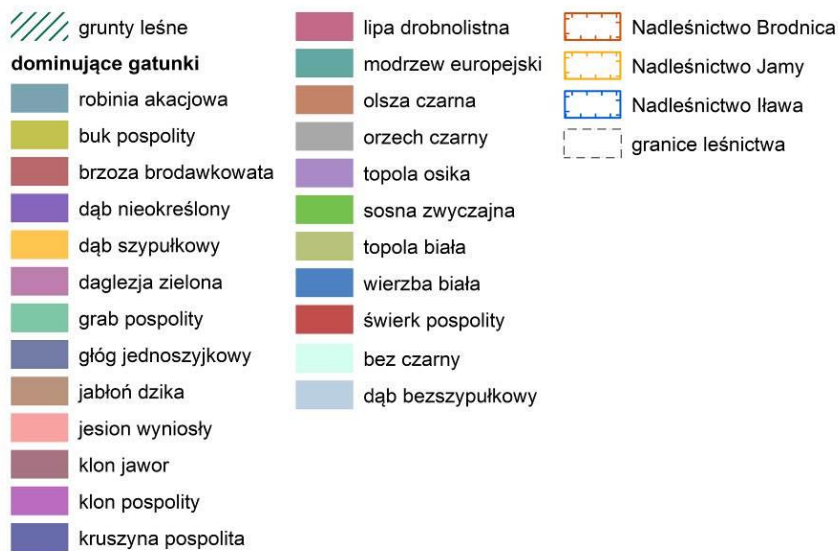 grunty leśne
dominujące gatunki
robinia akacjowa
buk pospolity
brzoza brodawkowata
dąb nieokreślony
dąb szypułkowy
daglezja zielona
grab pospolity
głóg jednoszyjkowy
jabłoń dzika
jesion wyniosły
klon jawor
klon pospolity
kruszyna pospolita
lipa drobnolistna
modrzew europejski
olsza czarna
orzech czarny
topola osika
sosna zwyczajna
topola biała
wierzba biała
świerk pospolity
bez czarny
dąb bezszypułkowy
Nadleśnictwo Brodnica
Nadleśnictwo Jamy
Nadleśnictwo Iława
granice leśnictwa